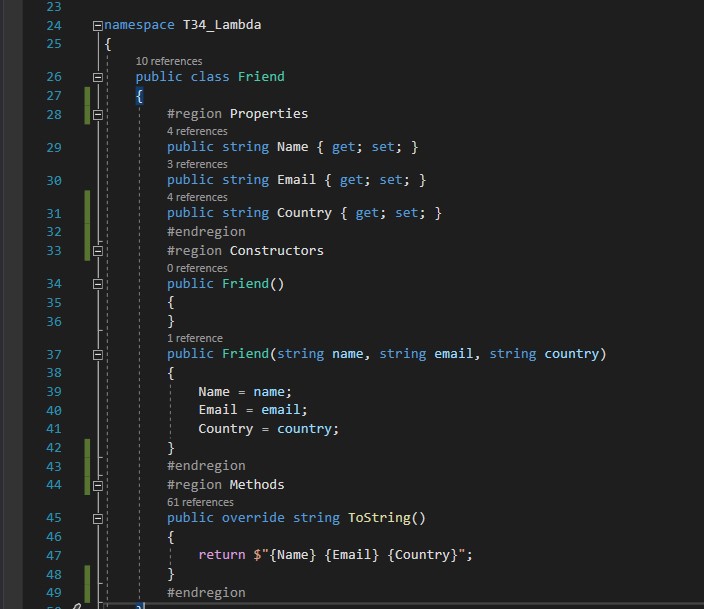 23
24 namespace T34_Lambda
25 {
10 references
26 public class Friend
27 {
28 #region Properties
4 references
29 public string Name { get; set; }
3 references
30 public string Email { get; set; }
4 references
31 public string Country { get; set; }
32 #endregion
33 #region Constructors
0 references
34 public Friend()
35 {
36 }
1 reference
37 public Friend(string name, string email, string country)
38 {
39 Name = name;
40 Email = email;
41 Country = country;
42 }
43 #endregion
44 #region Methods
61 references
45 public override string ToString()
46 {
47 return $"{Name} {Email} {Country}";
48 }
49 #endregion
50 }